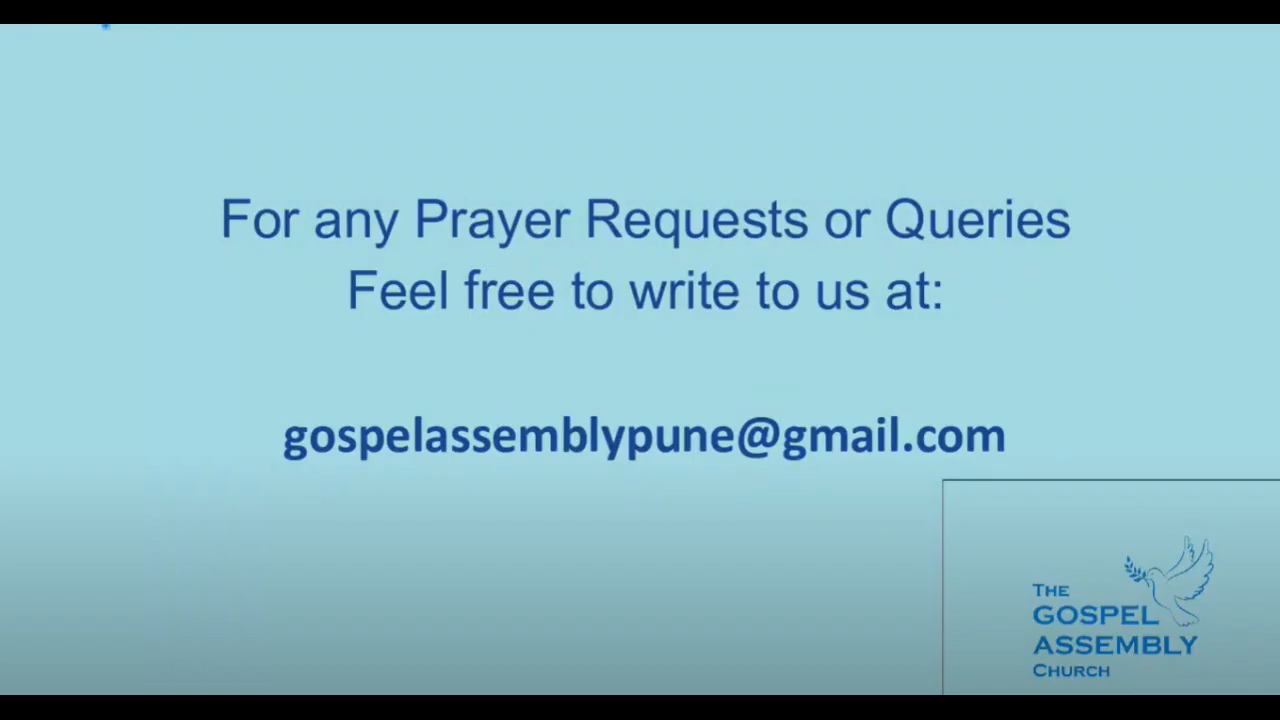 For any Prayer Requests or Queries
Feel free to write to us at:
gospelassemblypune@gmail.com
THE
GOSPEL
ASSEMBLY
CHURCH